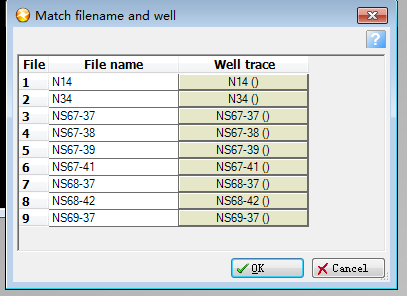 Match filename and well
?
File File name Well trace
1 N14 N14 ()
2 N34 N34 ()
3 NS67-37 NS67-37 ()
4 NS67-38 NS67-38 ()
5 NS67-39 NS67-39 ()
6 NS67-41 NS67-41 ()
7 NS68-37 NS68-37 ()
8 NS68-42 NS68-42 ()
9 NS69-37 NS69-37 ()
OK Cancel